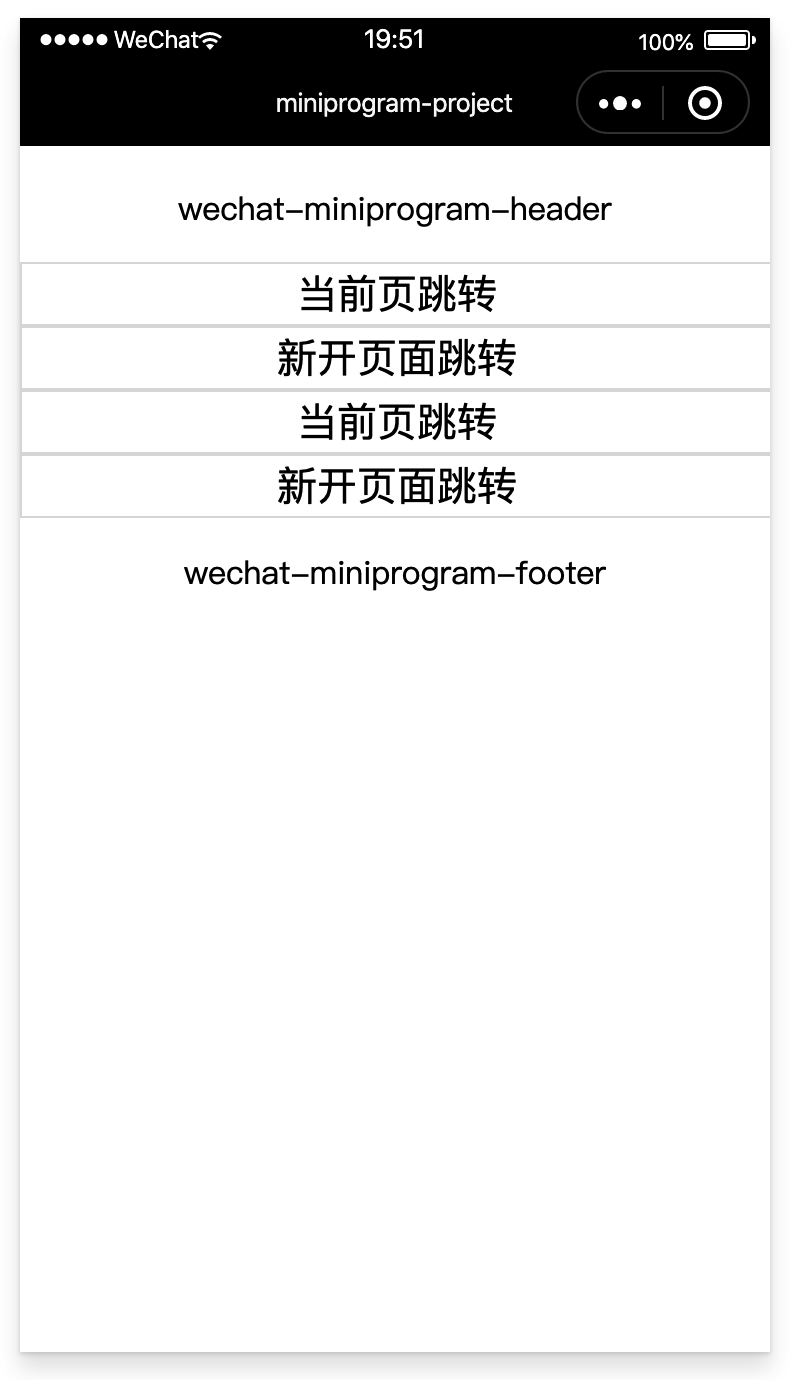 WeChat 19:51 100%
miniprogram-project
wechat-miniprogram-header
当前页跳转
新开页面跳转
当前页跳转
新开页面跳转
wechat-miniprogram-footer